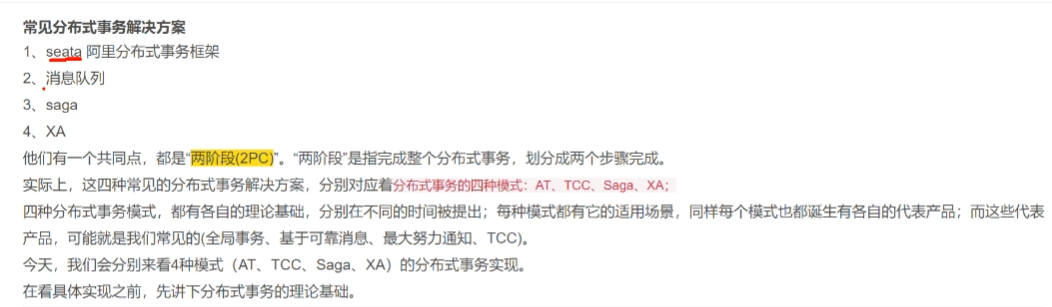 常见分布式事务解决方案
1、seata 阿里分布式事务框架
2、消息队列
3、saga
4、XA
他们有一个共同点，都是“两阶段(2PC)”。“两阶段”是指完成整个分布式事务，划分成两个步骤完成。
实际上，这四种常见的分布式事务解决方案，分别对应着分布式事务的四种模式：AT、TCC、Saga、XA；
四种分布式事务模式，都有各自的理论基础，分别在不同的时间被提出；每种模式都有它的适用场景，同样每个模式也都诞生有各自的代表产品；而这些代表
产品，可能就是我们常见的(全局事务、基于可靠消息、最大努力通知、TCC)。
今天，我们会分别来看4种模式（AT、TCC、Saga、XA）的分布式事务实现。
在看具体实现之前，先讲下分布式事务的理论基础。